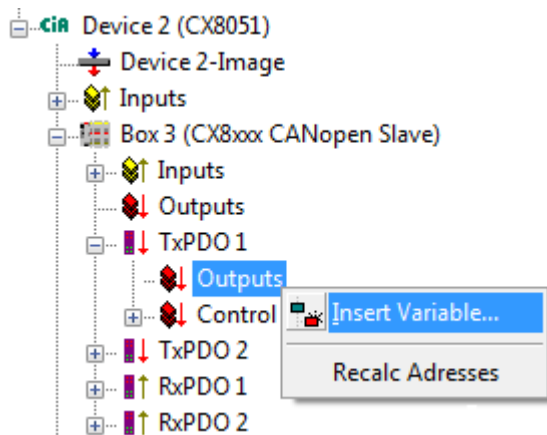 CiA Device 2 (CX8051)
Device 2-Image
Inputs
Box 3 (CX8xxx CANopen Slave)
Inputs
Outputs
TxPDO 1
Outputs
Insert Variable...
Control
Recalc Adresses
TxPDO 2
RxPDO 1
RxPDO 2